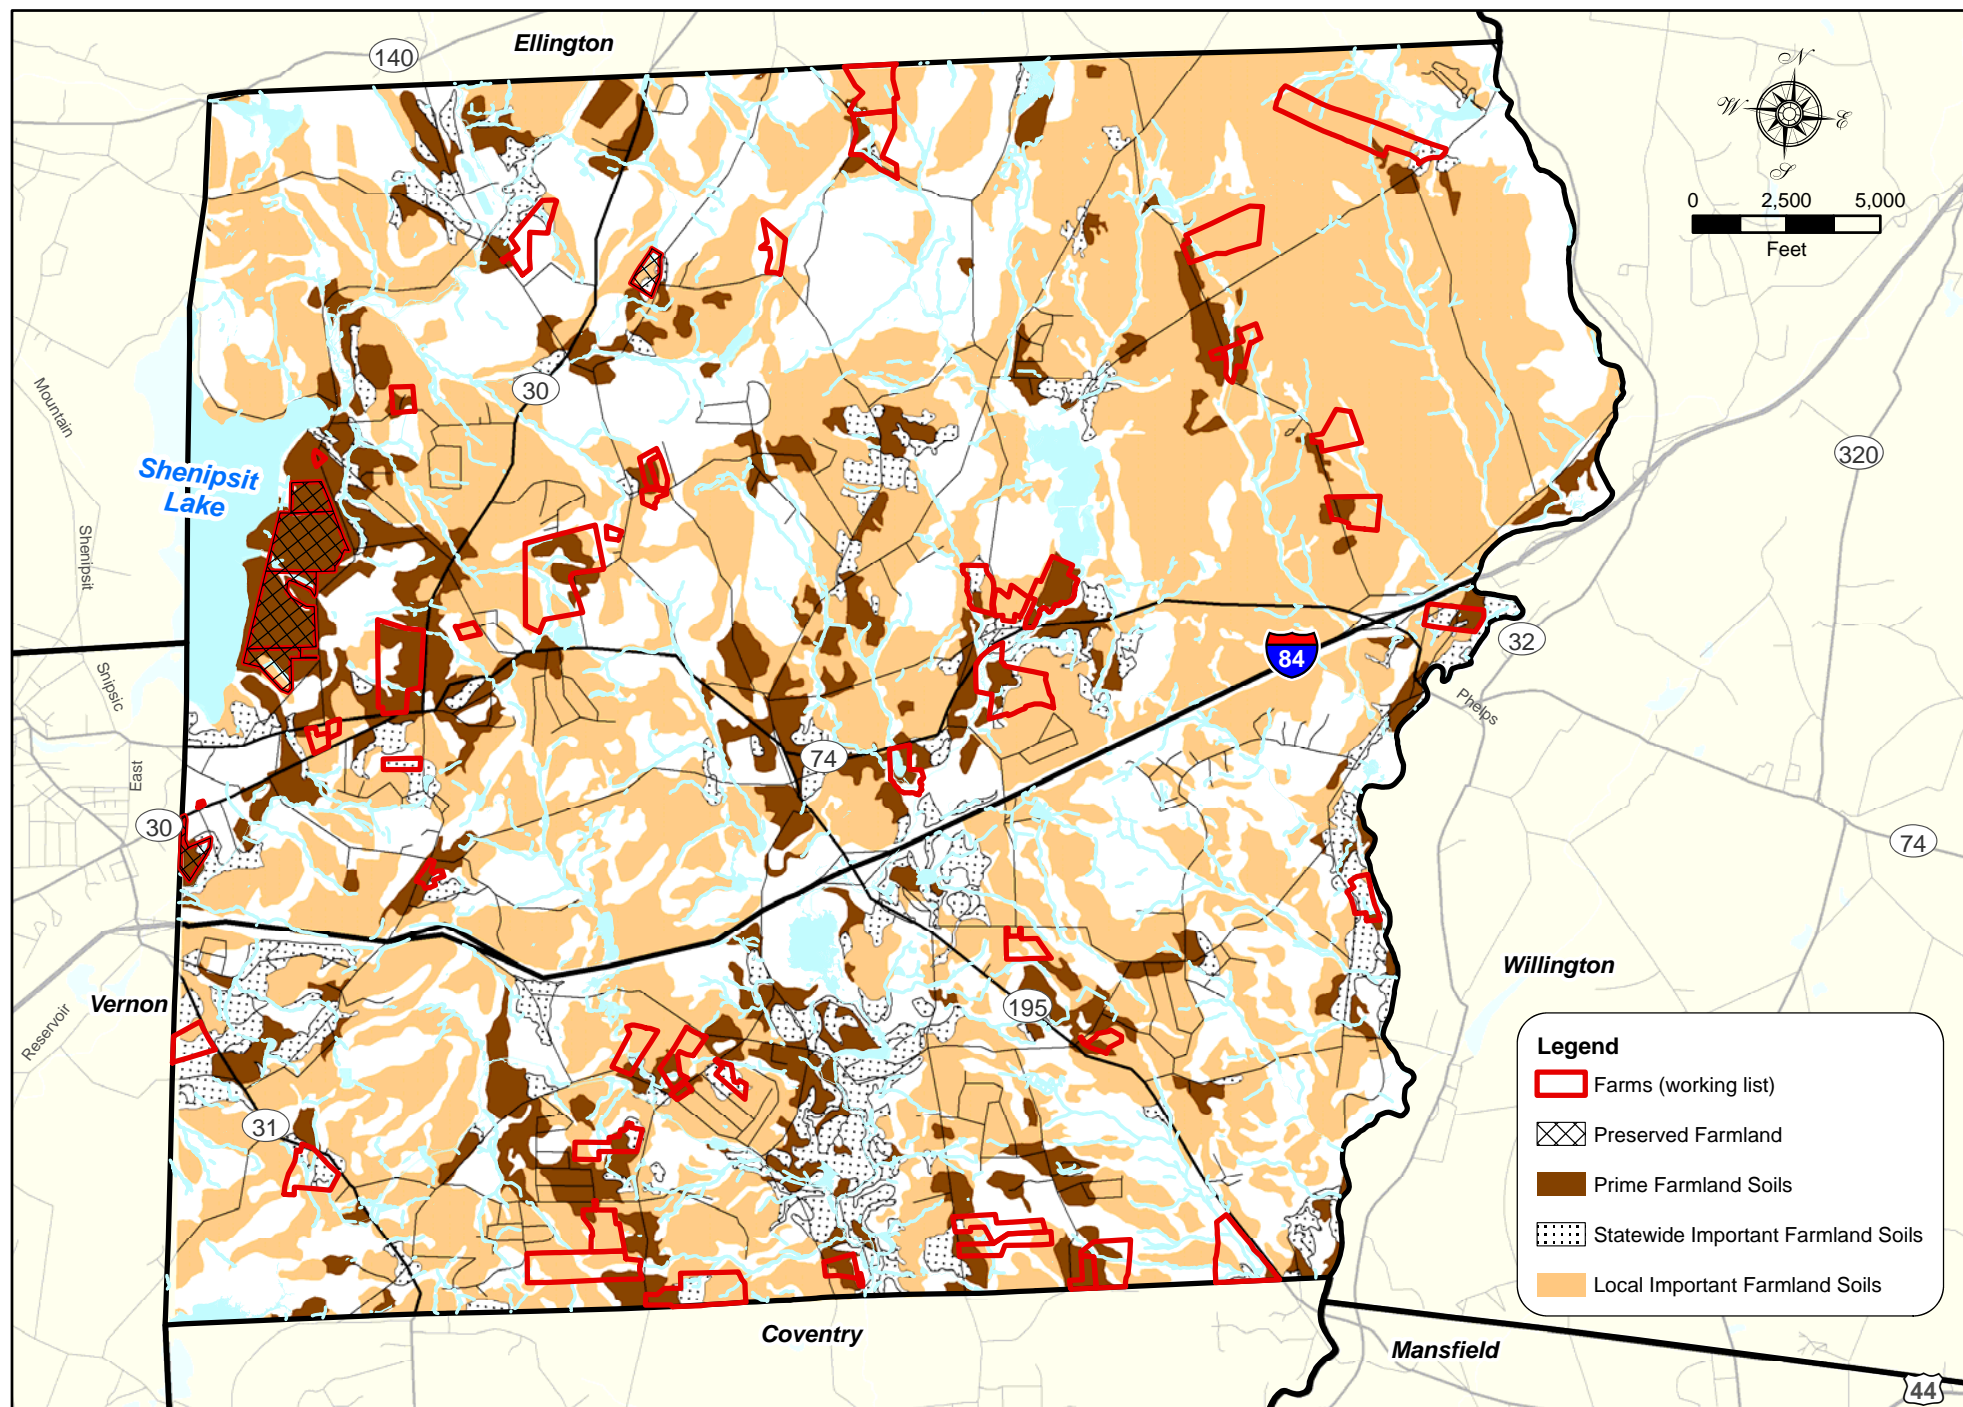 Ellington
140
N
W
E
S
0 2,500 5,000
Feet
30
Mountain
320
Shenipsit
Lake
Shenipsit
84
32
Snipsic
Phelps
74
East
30
74
Willington
195
Vernon
Reservoir
31
Legend
Farms (working list)
Preserved Farmland
Prime Farmland Soils
Statewide Important Farmland Soils
Local Important Farmland Soils
Coventry
Mansfield
44